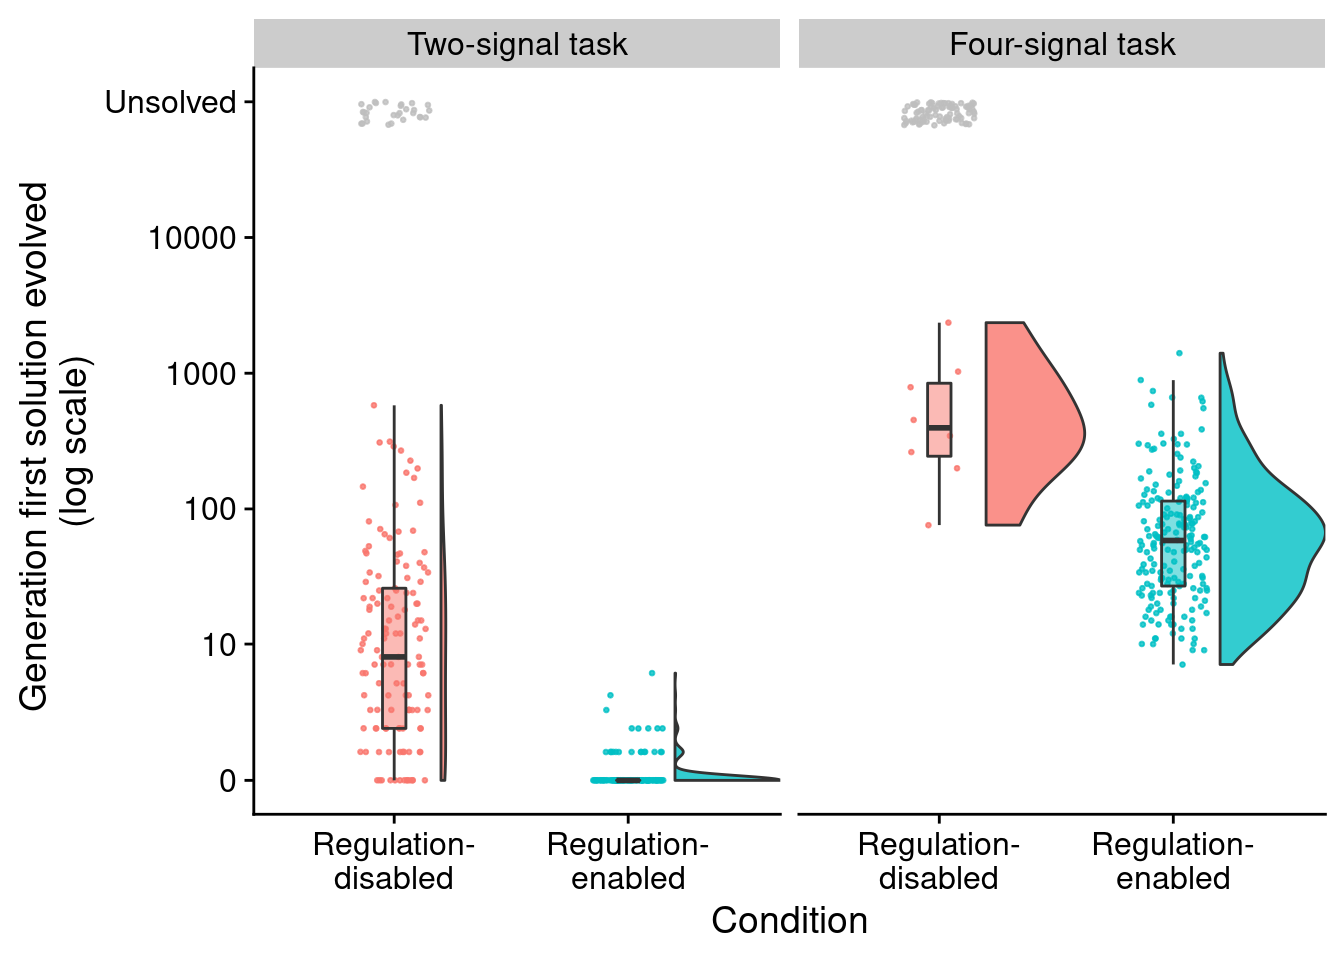 Two-signal task
Four-signal task
Unsolved
10000
1000
100
10
0
Generation first solution evolved
(log scale)
Regulation-
disabled
Regulation-
enabled
Regulation-
disabled
Regulation-
enabled
Condition